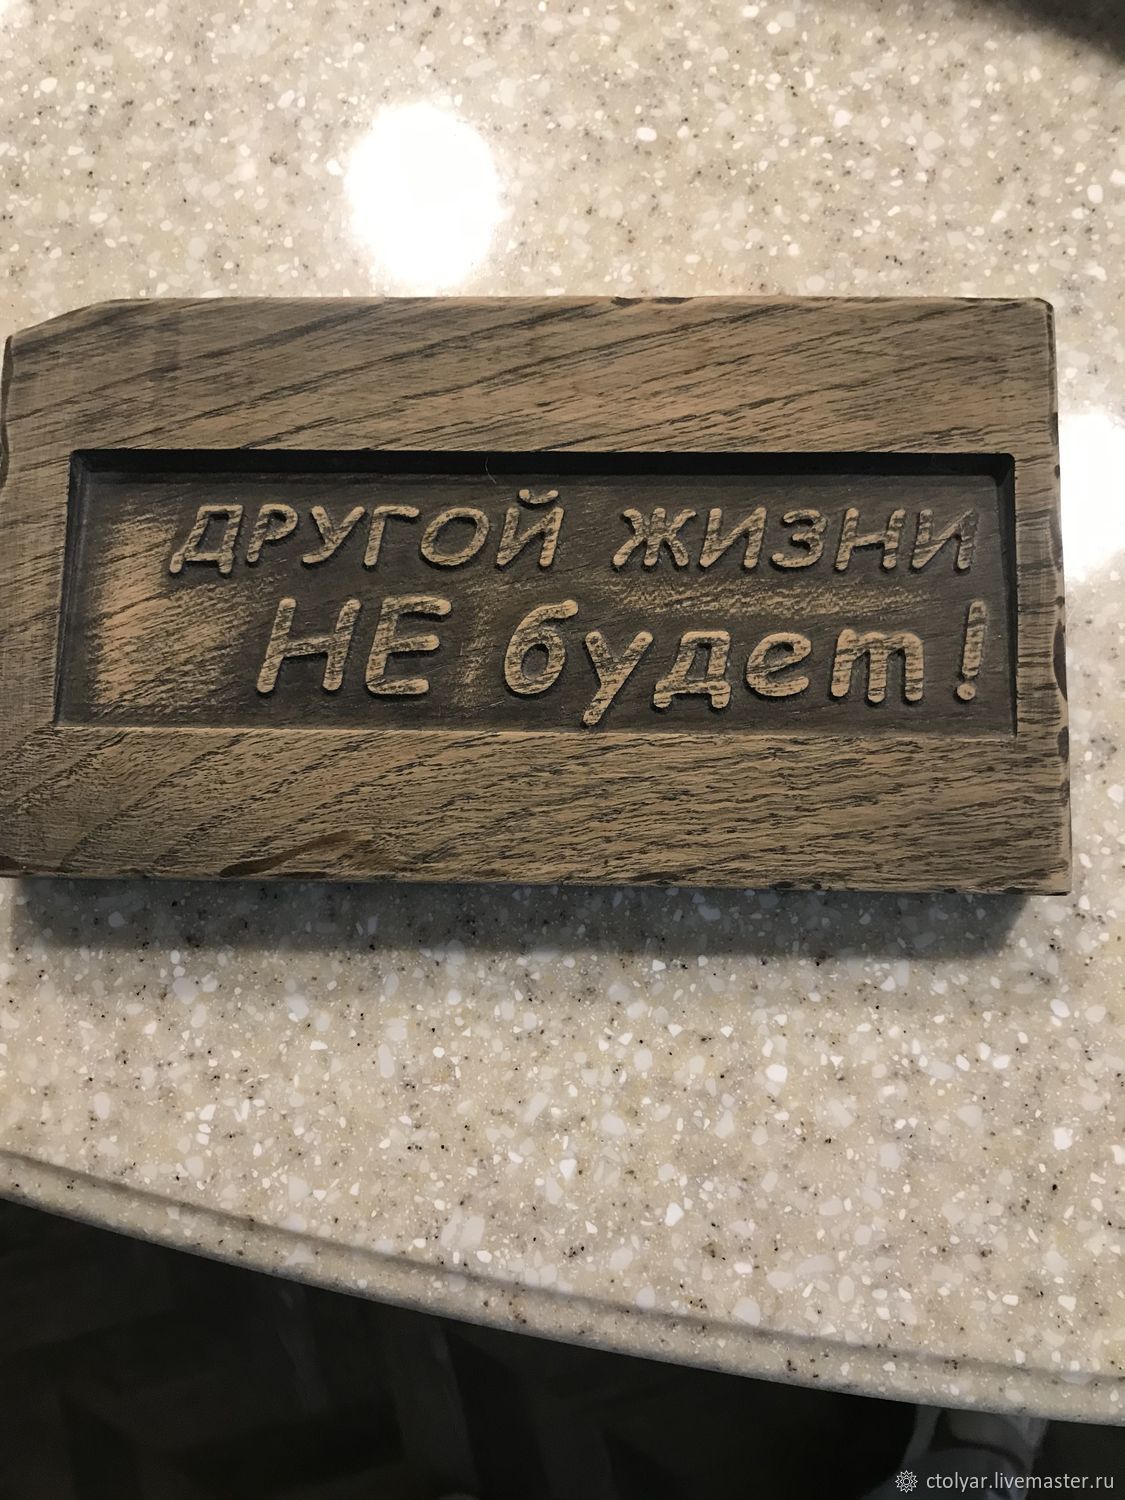 ДРУГОЙ ЖИЗНИ
НЕ будет!
ctolyar.livemaster.ru